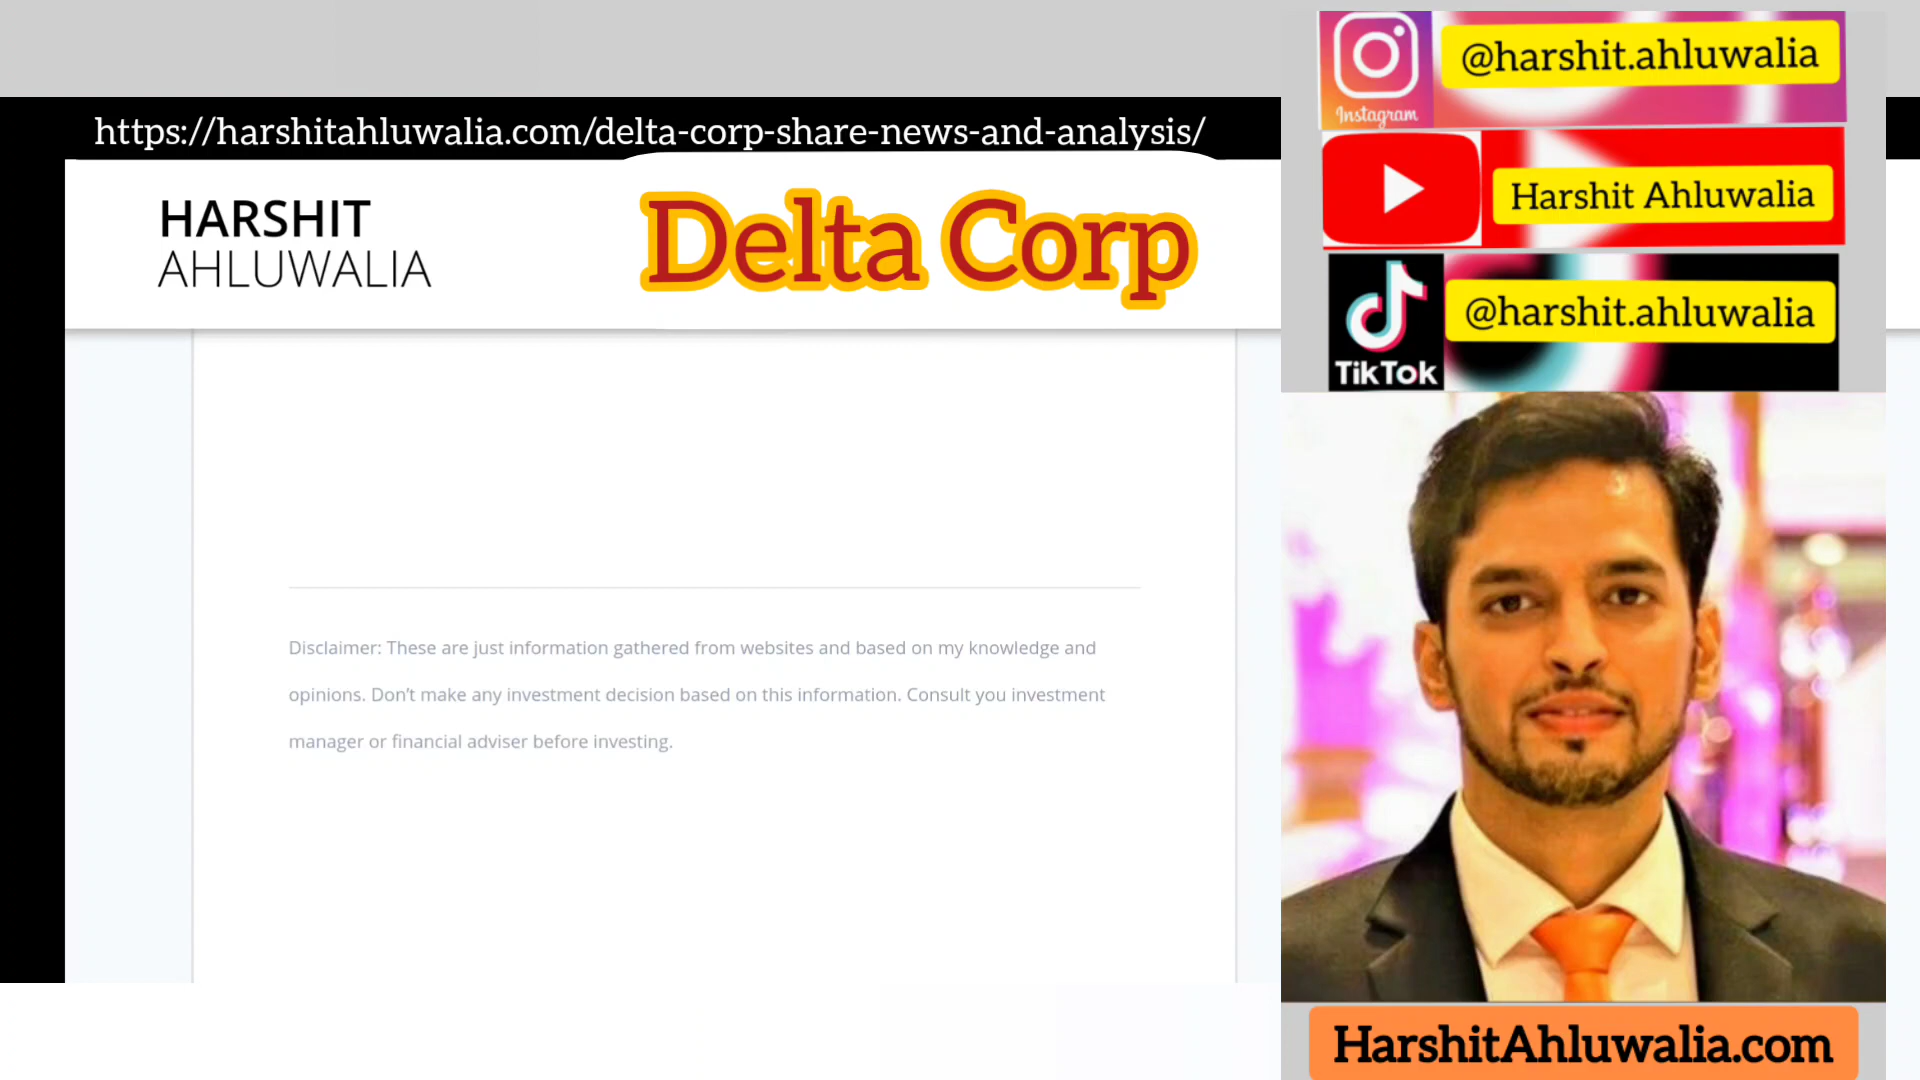 https://harshitahluwalia.com/delta-corp-share-news-and-analysis/
HARSHIT
AHLUWALIA
Delta Corp
Disclaimer: These are just information gathered from websites and based on my knowledge and
opinions. Don't make any investment decision based on this information. Consult you investment
manager or financial adviser before investing.
Instagram
@harshit.ahluwalia
Harshit Ahluwalia
TikTok
@harshit.ahluwalia
HarshitAhluwalia.com